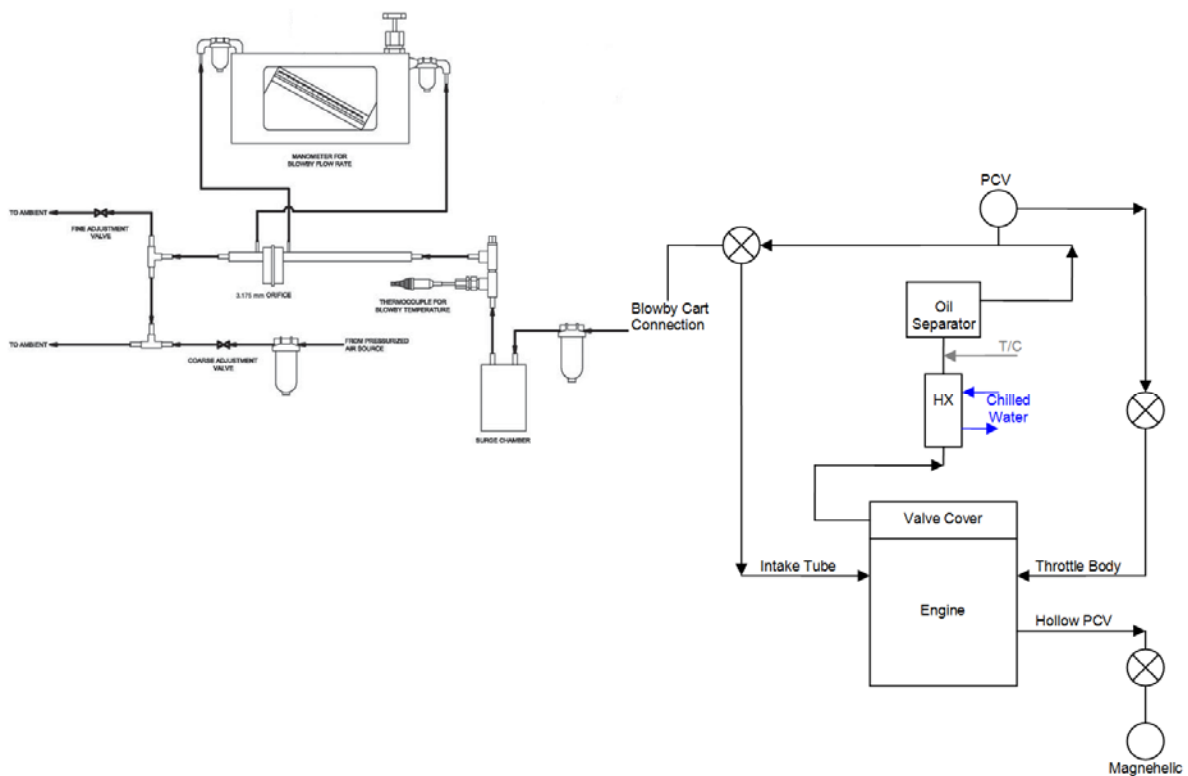 MANOMETER FOR
BLOWBY FLOW RATE
TO AMBIENT
FINE ADJUSTMENT
VALVE
3.175 mm ORIFICE
THERMOCOUPLE FOR
BLOWBY TEMPERATURE
TO AMBIENT
COARSE ADJUSTMENT
VALVE
FROM PRESSURIZED
AIR SOURCE
SURGE CHAMBER
PCV
Blowby Cart
Connection
Oil
Separator
T/C
HX
Chilled
Water
Valve Cover
Intake Tube
Throttle Body
Engine
Hollow PCV
Magnehelic